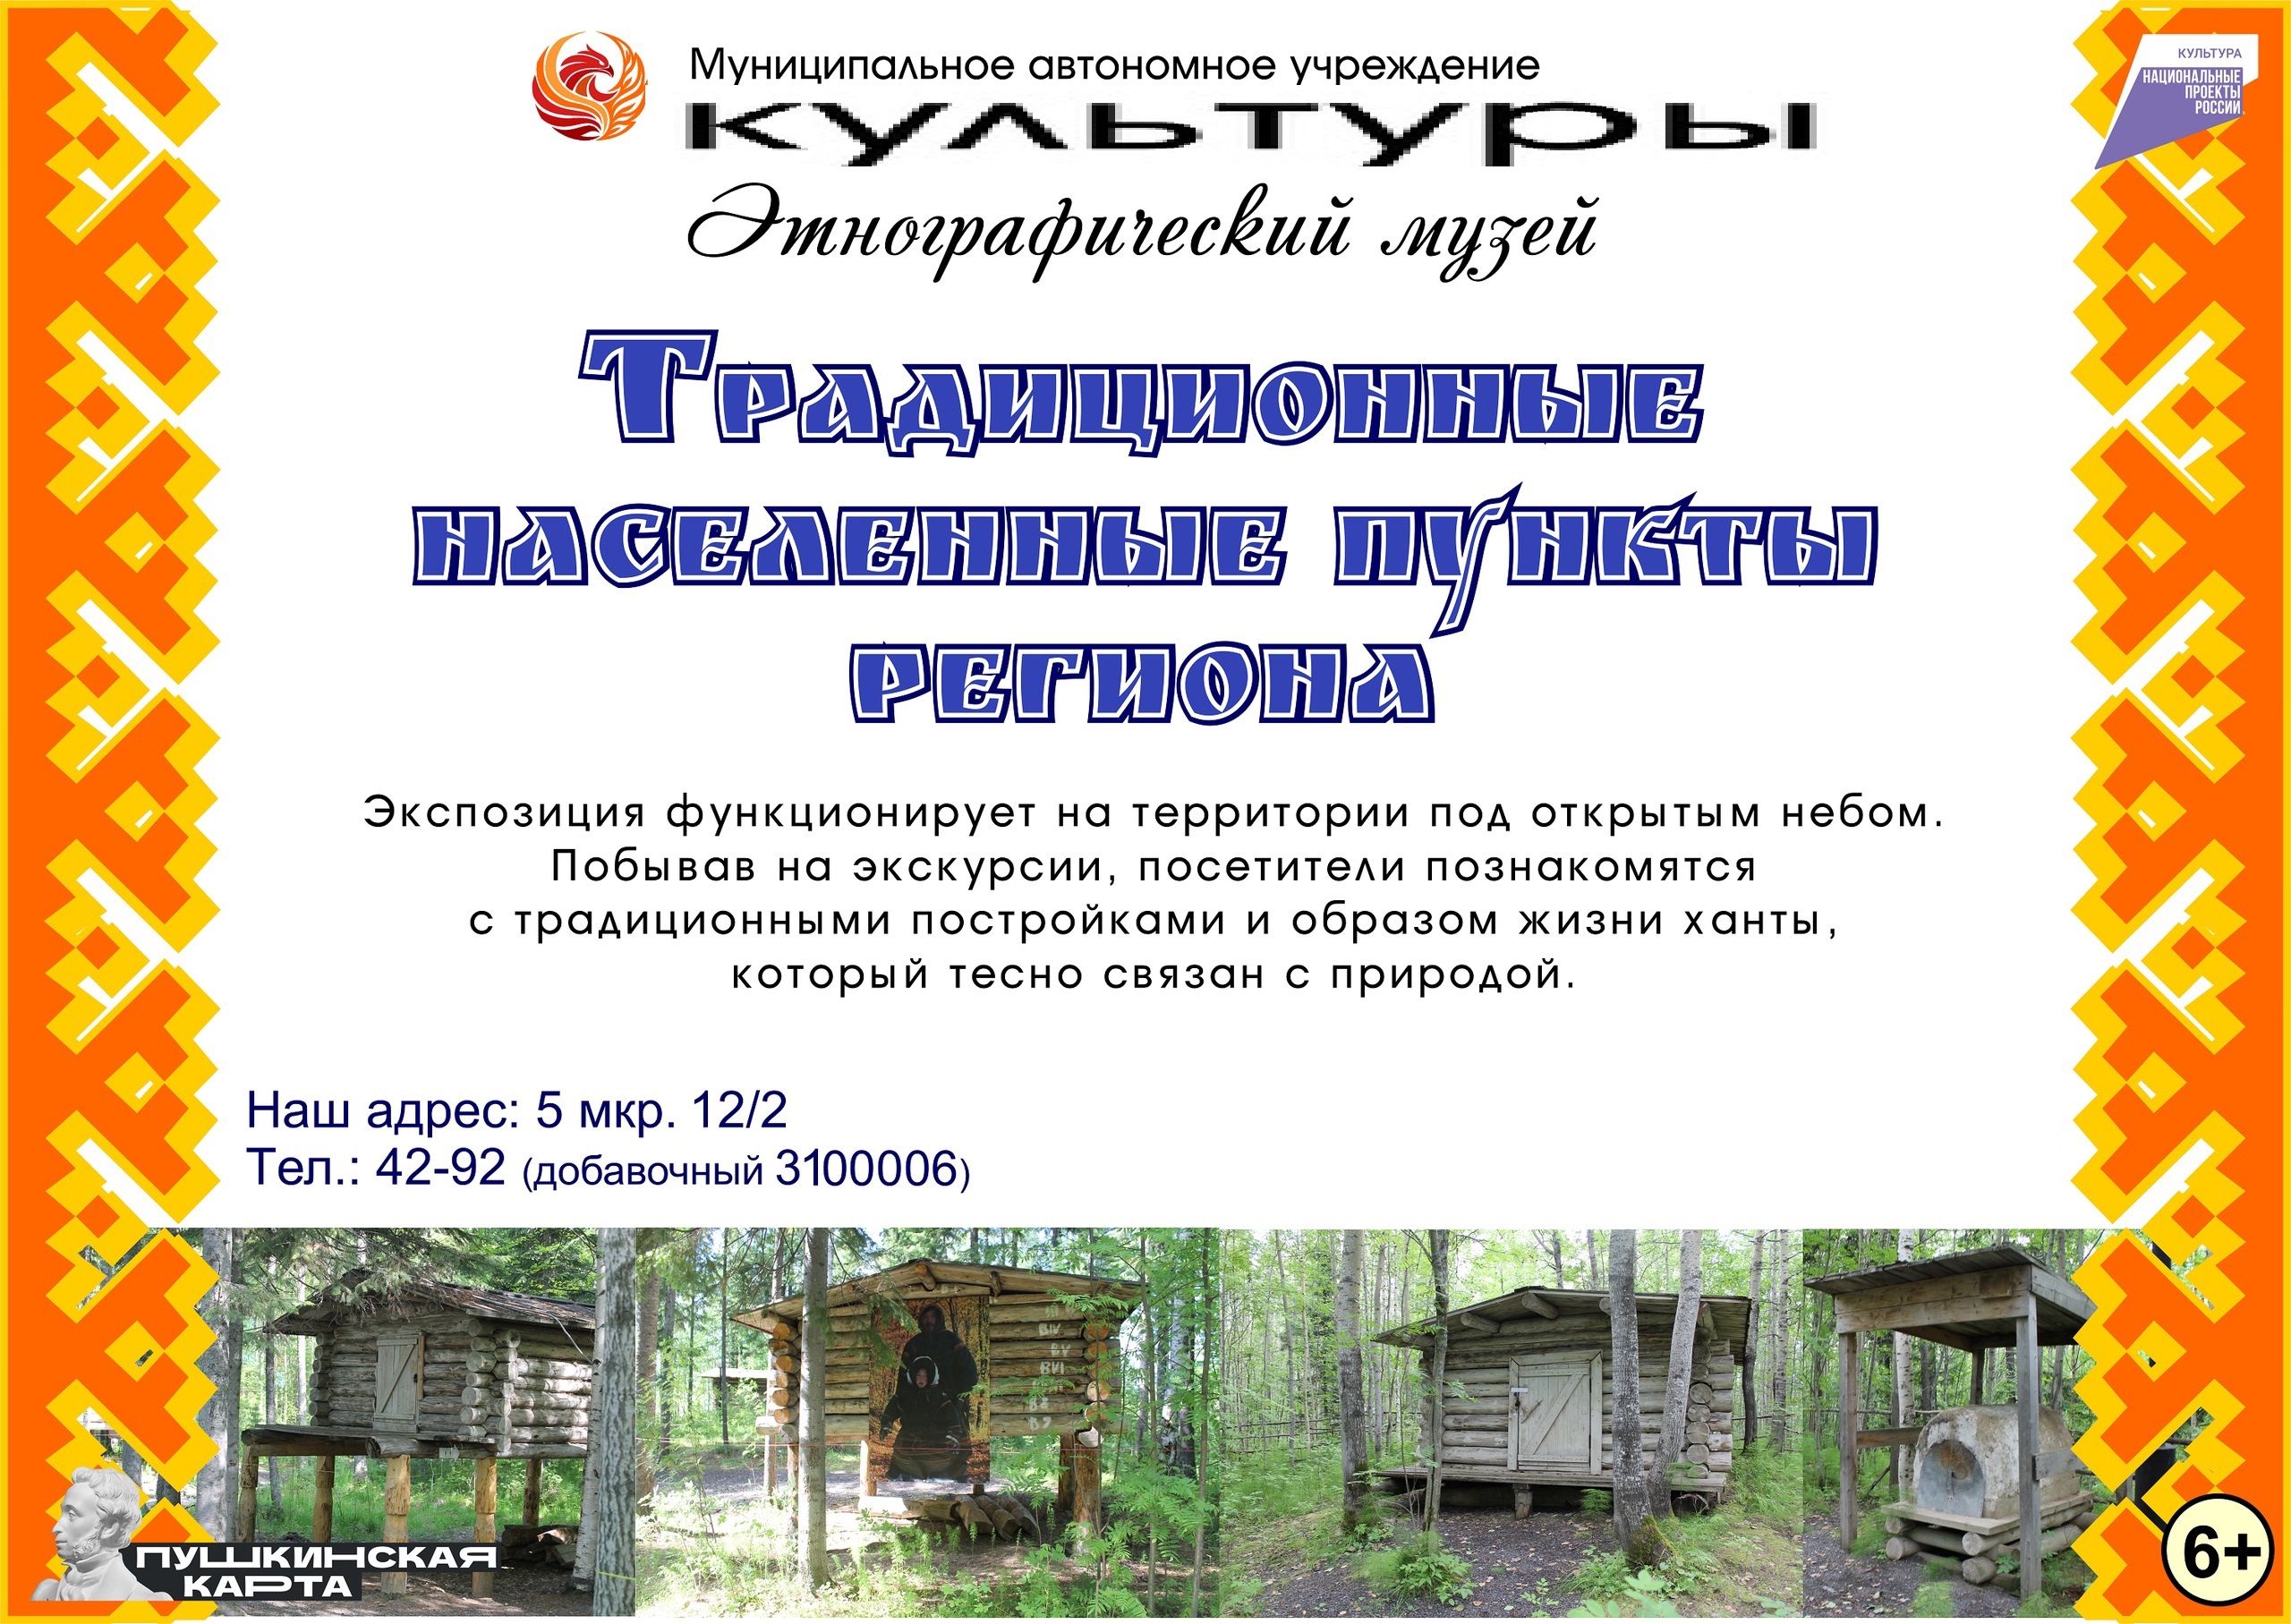 Муниципальное автономное учреждение
культуры
Этнографический музей
КУЛЬТУРА
НАЦИОНАЛЬНЫЕ
ПРОЕКТЫ
РОССИИ
Традиционные
населенные пункты
региона
Экспозиция функционирует на территории под открытым небом.
Побывав на экскурсии, посетители познакомятся
с традиционными постройками и образом жизни ханты,
который тесно связан с природой.
Наш адрес: 5 мкр. 12/2
Тел.: 42-92 (добавочный 3100006)
ПУШКИНСКАЯ
КАРТА
6+